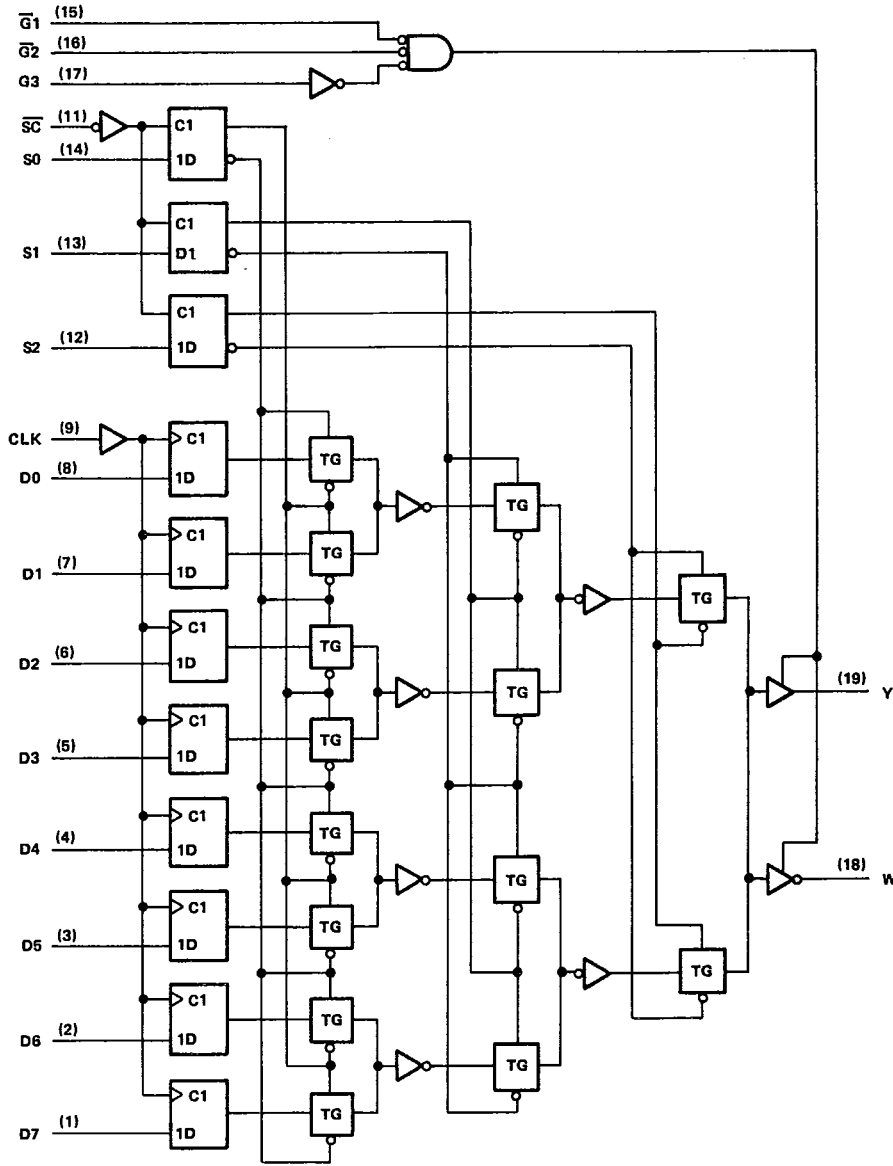 G̅1̅ (15)
G̅2̅ (16)
G3 (17)
S̅C̅ (11) C1
S0 (14) 1D
C1
S1 (13) D1
C1
S2 (12) 1D
CLK (9) C1
D0 (8) 1D
TG
TG
C1
D1 (7) 1D
TG
TG
C1
D2 (6) 1D
TG
TG
(19) Y
TG
C1
D3 (5) 1D
TG
C1
D4 (4) 1D
TG
TG
(18) W
C1
D5 (3) 1D
TG
TG
C1
D6 (2) 1D
TG
TG
C1
D7 (1) 1D
TG